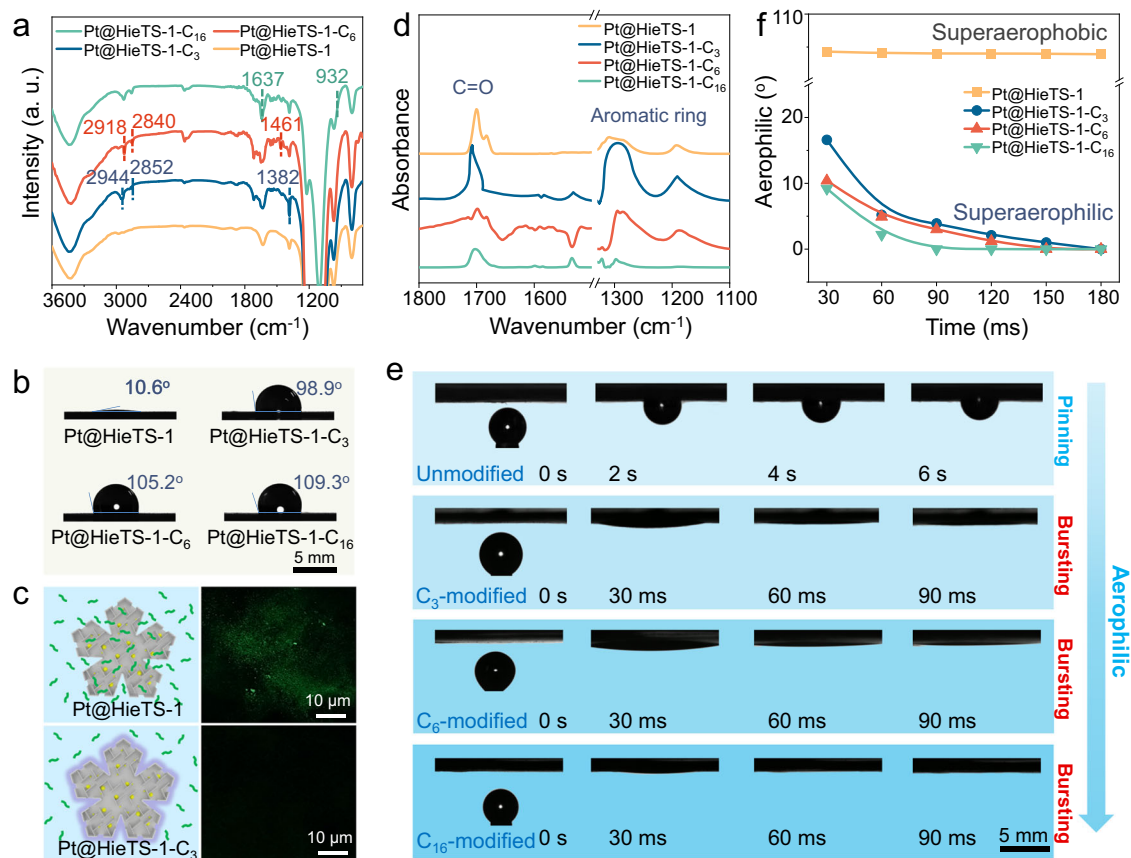 a
Pt@HieTS-1-C₁₆
Pt@HieTS-1-C₆
Pt@HieTS-1-C₃
Pt@HieTS-1
1637
932
2918
2840
1461
2944
2852
1382
Intensity (a. u.)
3600
2800
2000
1200
Wavenumber (cm⁻¹)
d
Pt@HieTS-1
Pt@HieTS-1-C₃
Pt@HieTS-1-C₆
Pt@HieTS-1-C₁₆
C=O
Aromatic ring
Absorbance
1800
1700
1600
1300
1200
1100
Wavenumber (cm⁻¹)
f
110
Superaerophobic
Pt@HieTS-1
Pt@HieTS-1-C₃
Pt@HieTS-1-C₆
Pt@HieTS-1-C₁₆
20
10
0
Superaerophilic
Aerophilic (º)
30
60
90
120
150
180
Time (ms)
b
10.6º
98.9º
Pt@HieTS-1
Pt@HieTS-1-C₃
105.2º
109.3º
Pt@HieTS-1-C₆
Pt@HieTS-1-C₁₆
5 mm
c
Pt@HieTS-1
10 µm
Pt@HieTS-1-C₃
10 µm
e
Unmodified
0 s
2 s
4 s
6 s
Pinning
C₃-modified
0 s
30 ms
60 ms
90 ms
Bursting
C₆-modified
0 s
30 ms
60 ms
90 ms
Bursting
C₁₆-modified
0 s
30 ms
60 ms
90 ms
5 mm
Bursting
Aerophilic